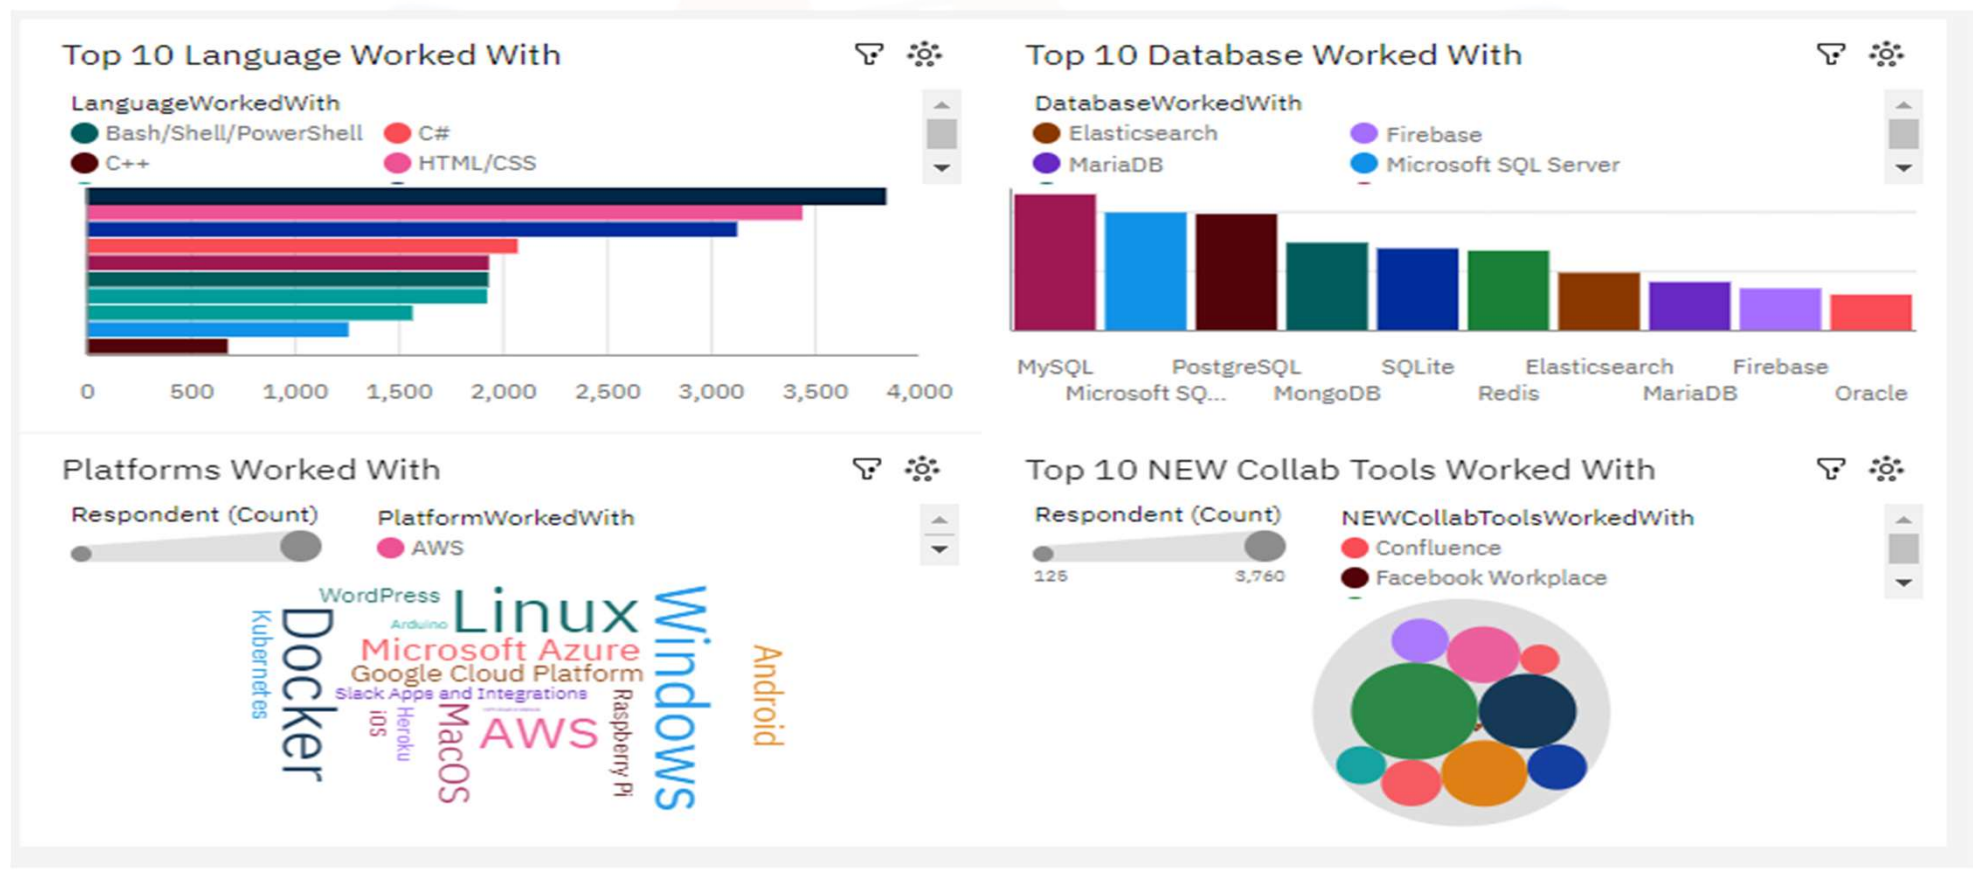 Top 10 Language Worked With
LanguageWorkedWith
Bash/Shell/PowerShell C#
C++ HTML/CSS
0 500 1,000 1,500 2,000 2,500 3,000 3,500 4,000
Top 10 Database Worked With
DatabaseWorkedWith
Elasticsearch Firebase
MariaDB Microsoft SQL Server
MySQL PostgreSQL SQLite Elasticsearch Firebase
Microsoft SQ... MongoDB Redis MariaDB Oracle
Platforms Worked With
Respondent (Count) PlatformWorkedWith
AWS
WordPress
Linux
Arduino
Windows
Kubernetes
Docker
Microsoft Azure
Android
Google Cloud Platform
Slack Apps and Integrations
Raspberry Pi
iOS
Heroku
MacOS
AWS
Top 10 NEW Collab Tools Worked With
Respondent (Count) NEWCollabToolsWorkedWith
Confluence
125 3,760
Facebook Workplace